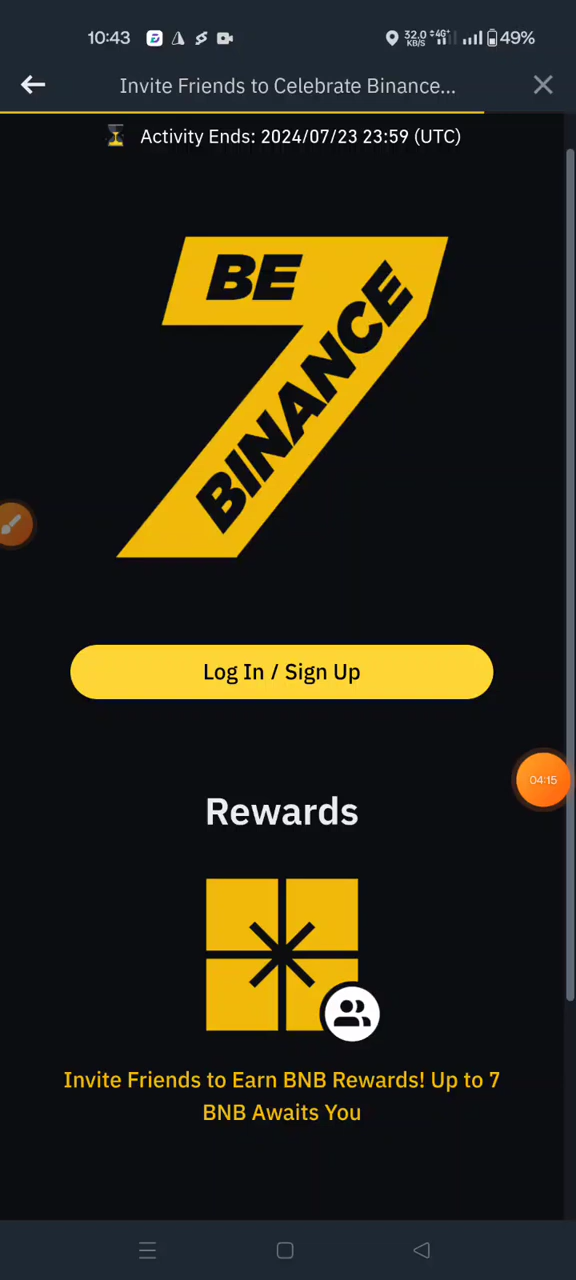 10:43
32.0
KB/S
4G+
49%
Invite Friends to Celebrate Binance...
Activity Ends: 2024/07/23 23:59 (UTC)
BE
BINANCE
Log In / Sign Up
04:15
Rewards
Invite Friends to Earn BNB Rewards! Up to 7
BNB Awaits You